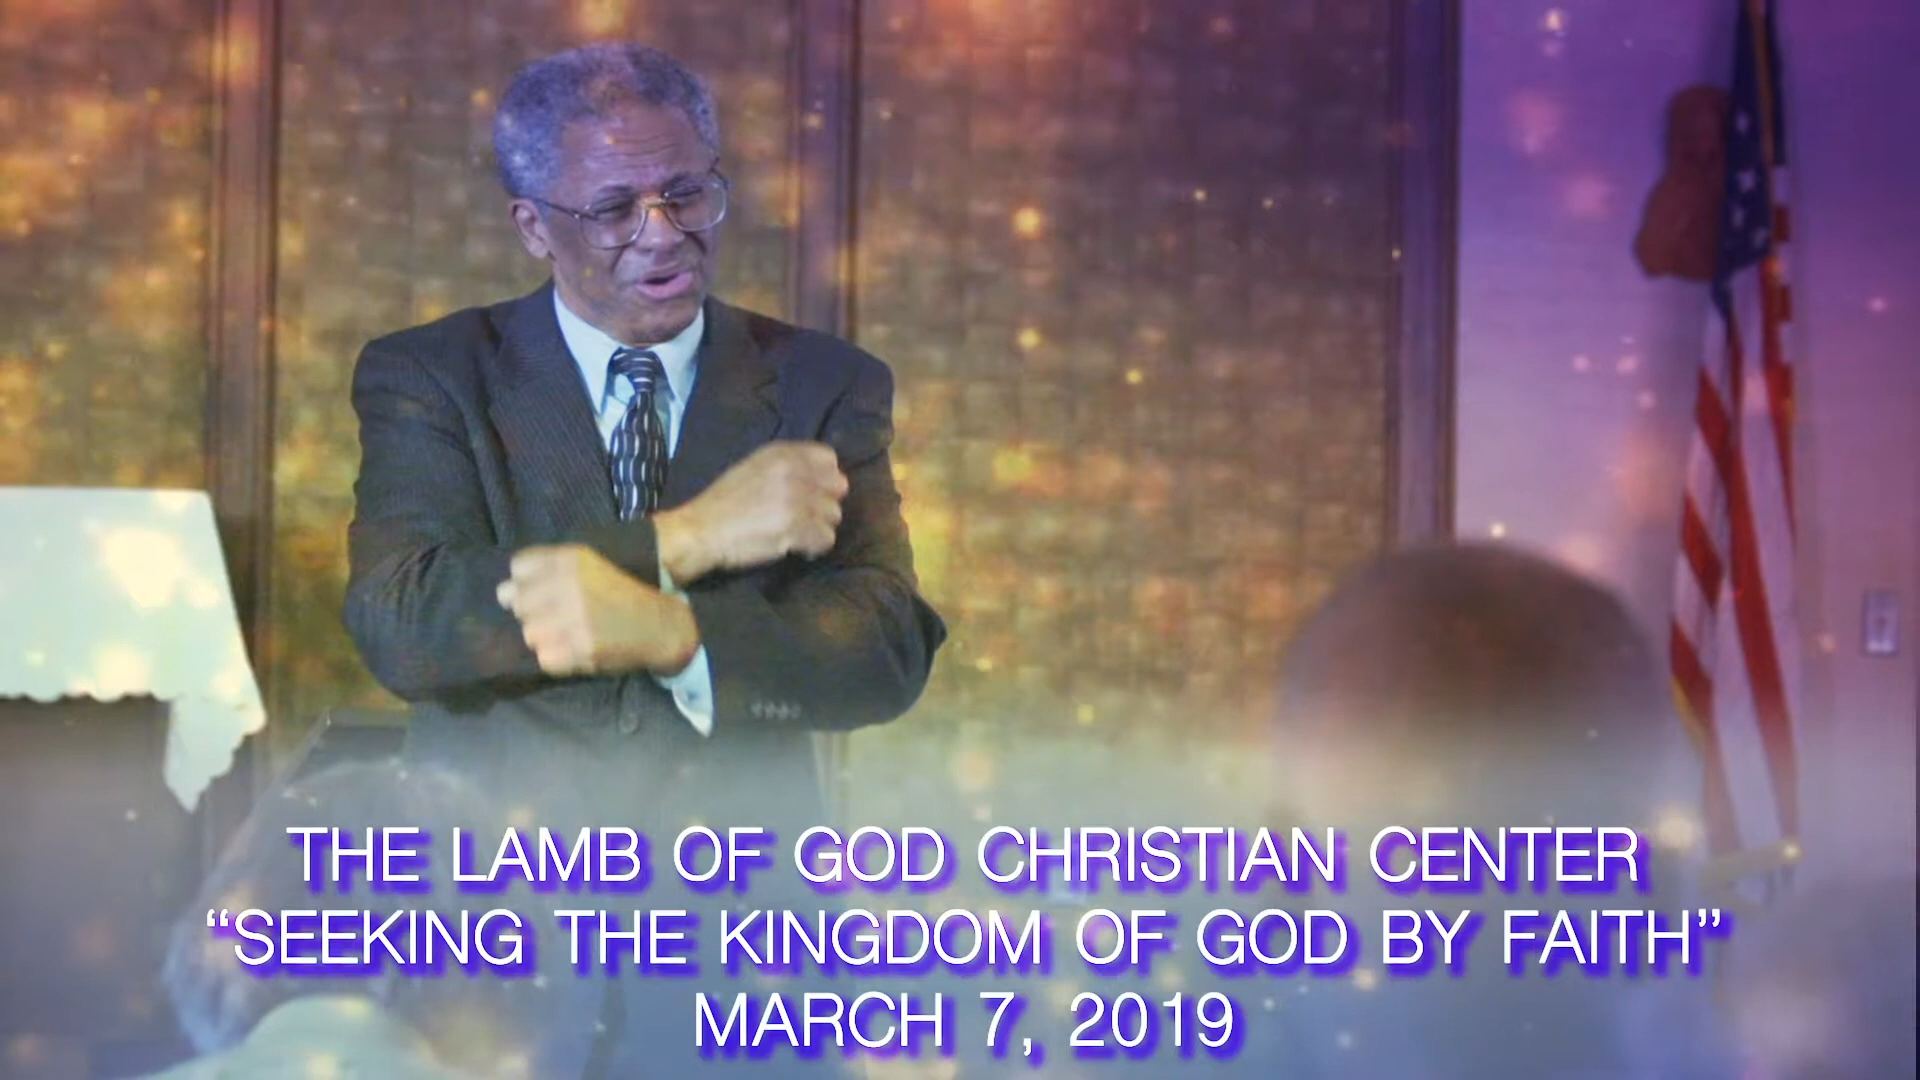 THE LAMB OF GOD CHRISTIAN CENTER
“SEEKING THE KINGDOM OF GOD BY FAITH”
MARCH 7, 2019